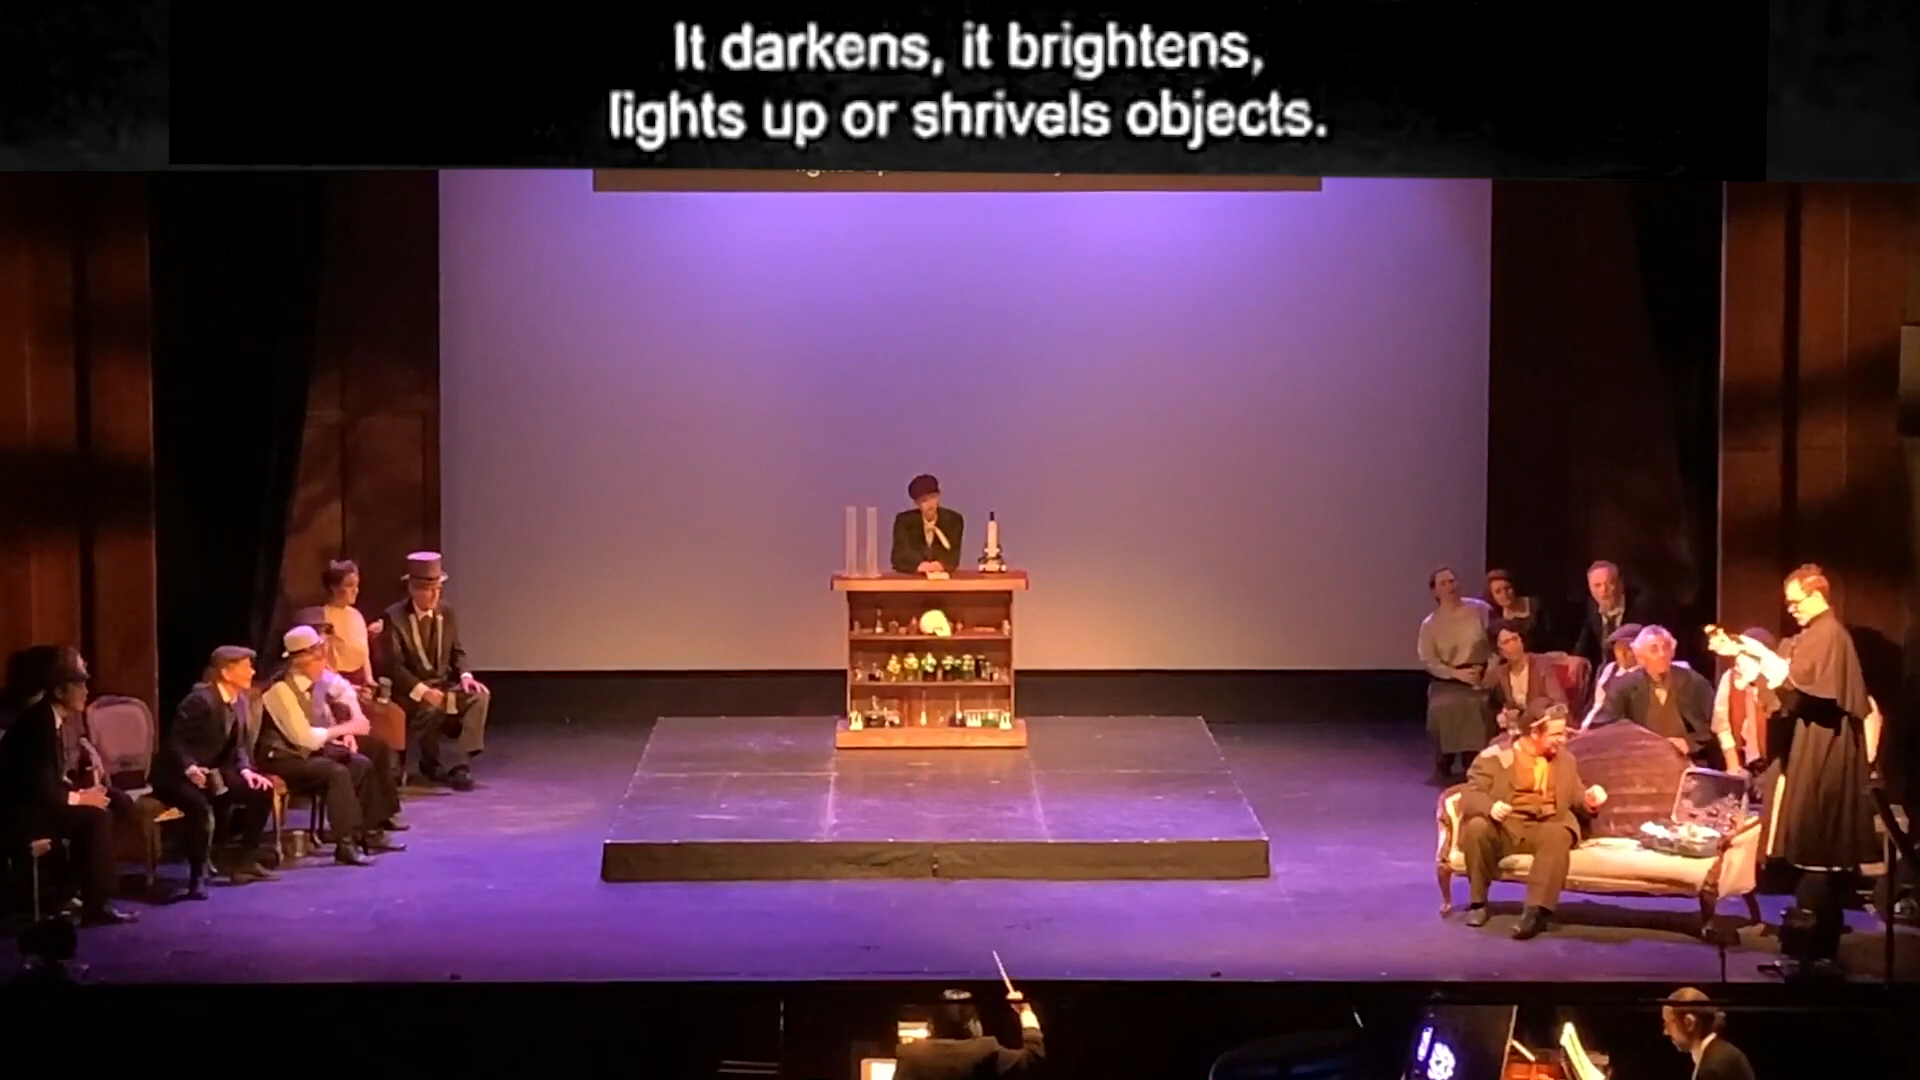 It darkens, it brightens,
lights up or shrivels objects.